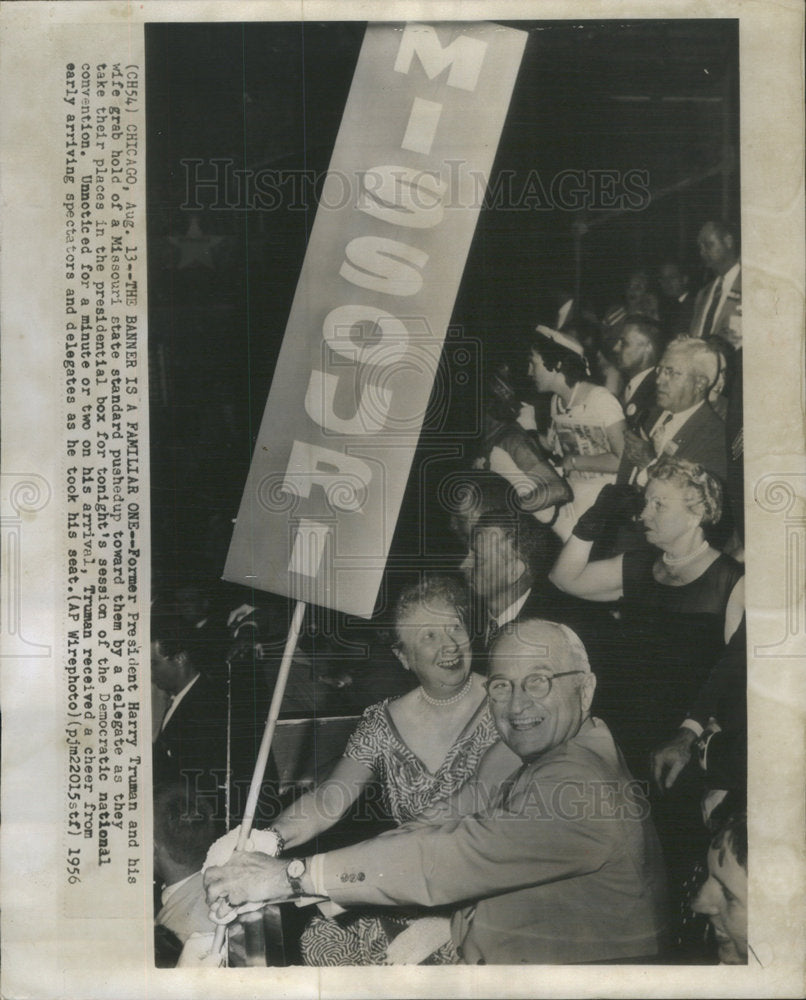 MISSOURI
HISTORIC IMAGES
HISTORIC IMAGES
(CH54) CHICAGO, Aug. 13--THE BANNER IS A FAMILIAR ONE--Former President Harry Truman and his
wife grab hold of a Missouri state standard pushedup toward them by a delegate as they
take their places in the presidential box for tonight's session of the Democratic national
convention. Unnoticed for a minute or two on his arrival, Truman received a cheer from
early arriving spectators and delegates as he took his seat.(AP Wirephoto)(pjm22015stf) 1956